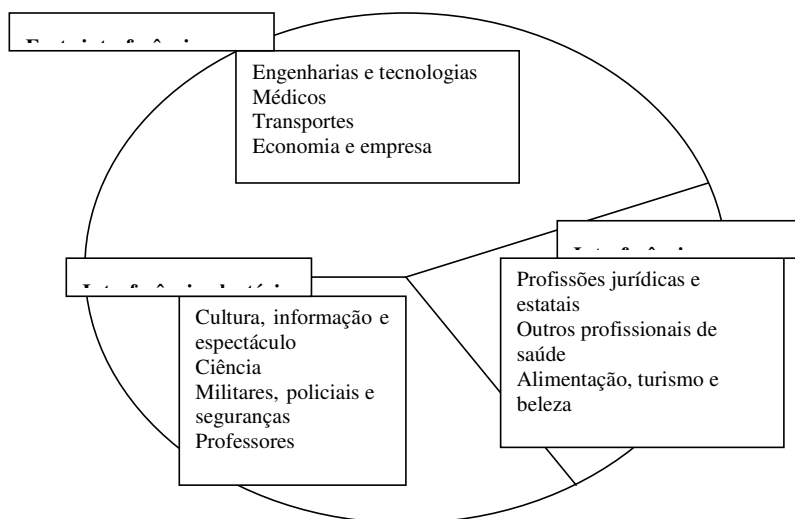 Engenharias e tecnologias
Médicos
Transportes
Economia e empresa
Profissões jurídicas e
estatais
Outros profissionais de
saúde
Alimentação, turismo e
beleza
Cultura, informação e
espectáculo
Ciência
Militares, policiais e
seguranças
Professores